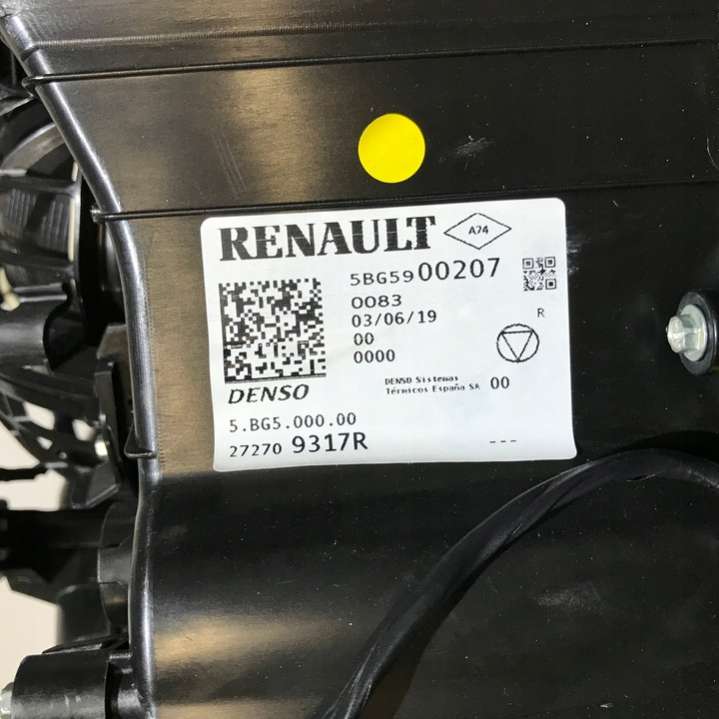 RENAULT A74
5BG5900207
0083
03/06/19
R
00
0000
DENSO
DENSO Sistemas
Térmicos España SA 00
5.BG5.000.00
27270 9317R
---